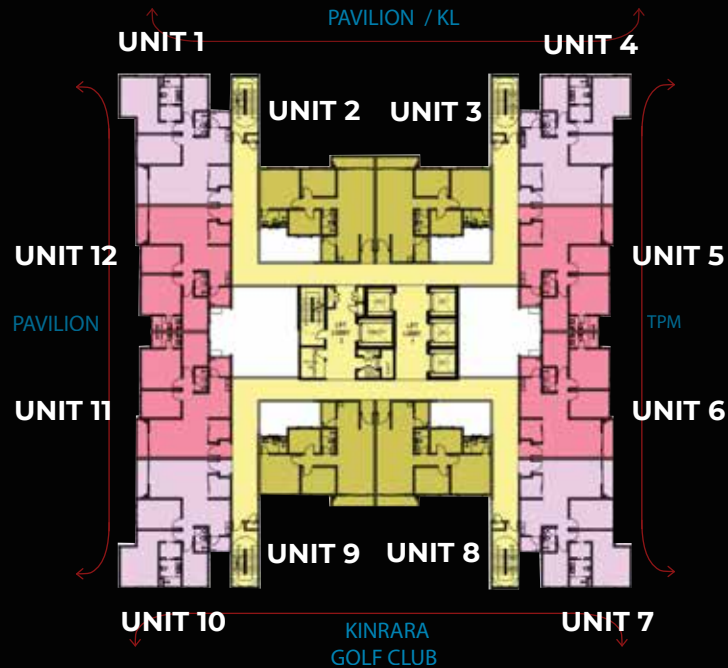 PAVILION / KL
UNIT 1
UNIT 4
UNIT 2
UNIT 3
UNIT 12
UNIT 5
PAVILION
TPM
UNIT 11
UNIT 6
UNIT 9
UNIT 8
UNIT 10
UNIT 7
KINRARA
GOLF CLUB